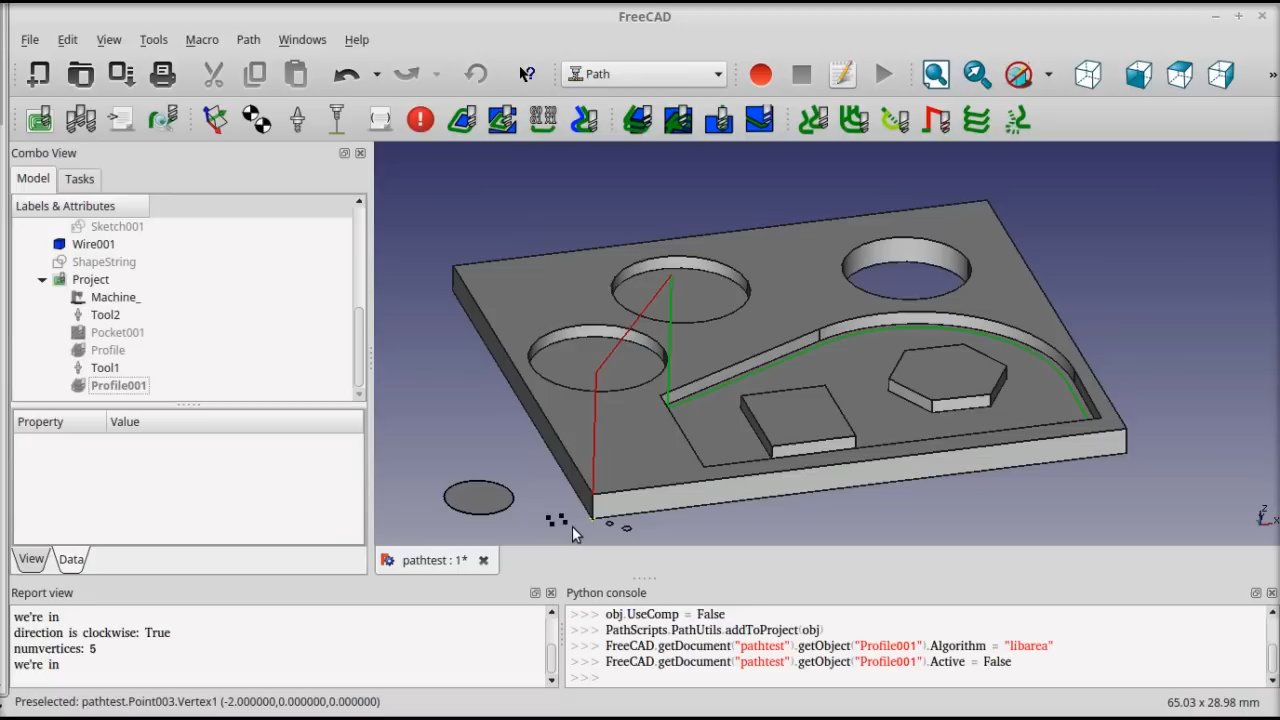 FreeCAD
File Edit View Tools Macro Path Windows Help
Path
»
Combo View
Model Tasks
Labels & Attributes
Sketch001
Wire001
ShapeString
Project
Machine_
Tool2
Pocket001
Profile
Tool1
Profile001
Property Value
View Data
pathtest : 1*
Report view
we're in
direction is clockwise: True
numvertices: 5
we're in
Python console
>>> obj.UseComp = False
>>> PathScripts.PathUtils.addToProject(obj)
>>> FreeCAD.getDocument("pathtest").getObject("Profile001").Algorithm = "libarea"
>>> FreeCAD.getDocument("pathtest").getObject("Profile001").Active = False
>>>
Preselected: pathtest.Point003.Vertex1 (-2.000000,0.000000,0.000000)
65.03 x 28.98 mm